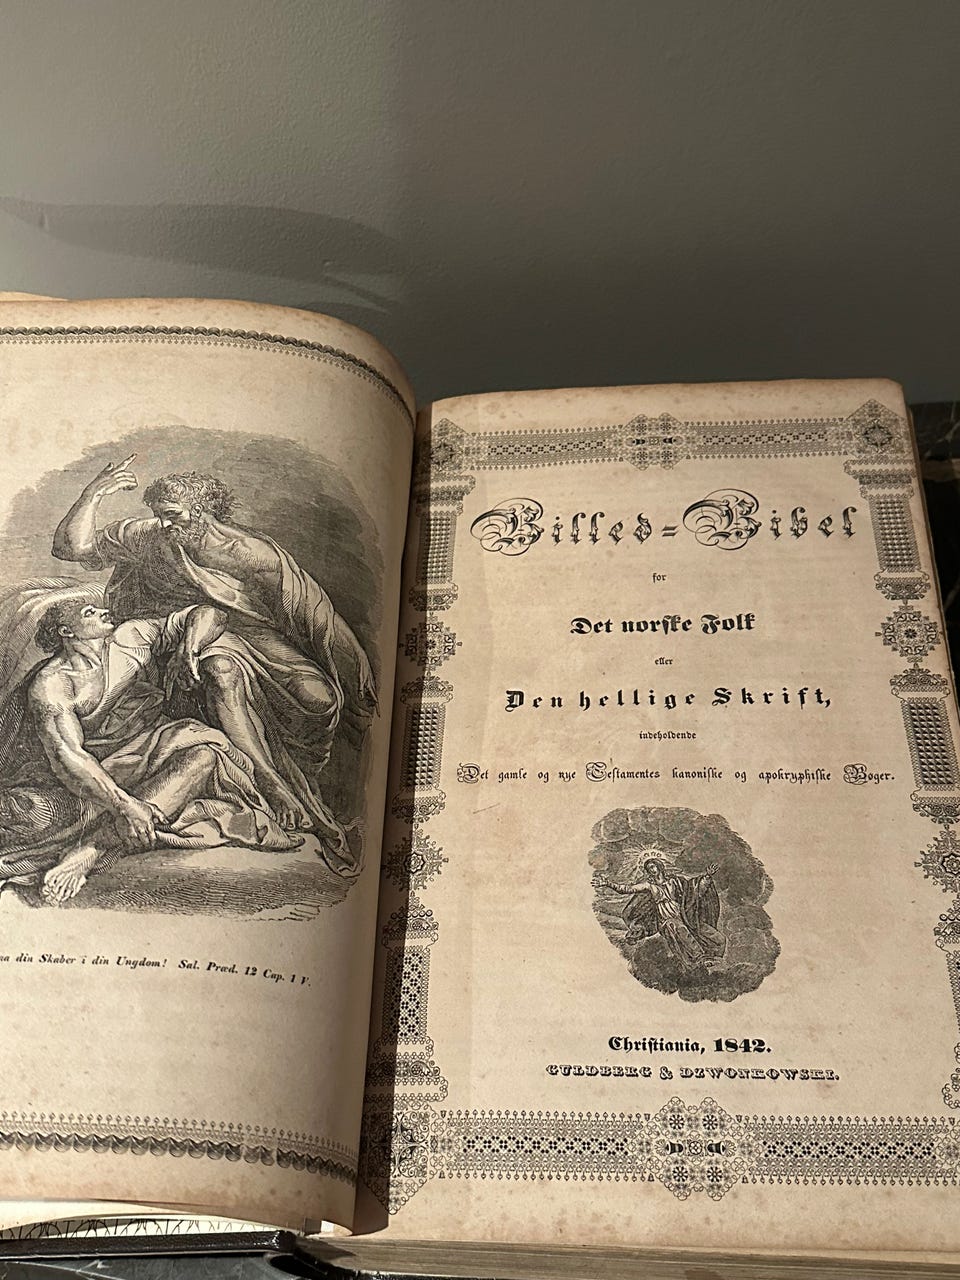 din Skaber i din Ungdom! Sal. Præd. 12 Cap. 1 V.
Billed-Bibel
for
Det norske Folk
eller
Den hellige Skrift,
indeholdende
Det gamle og nye Testamentes kanoniske og apokryphiske Bøger.
Christiania, 1842.
GULDBERG & DZWONKOWSKI.